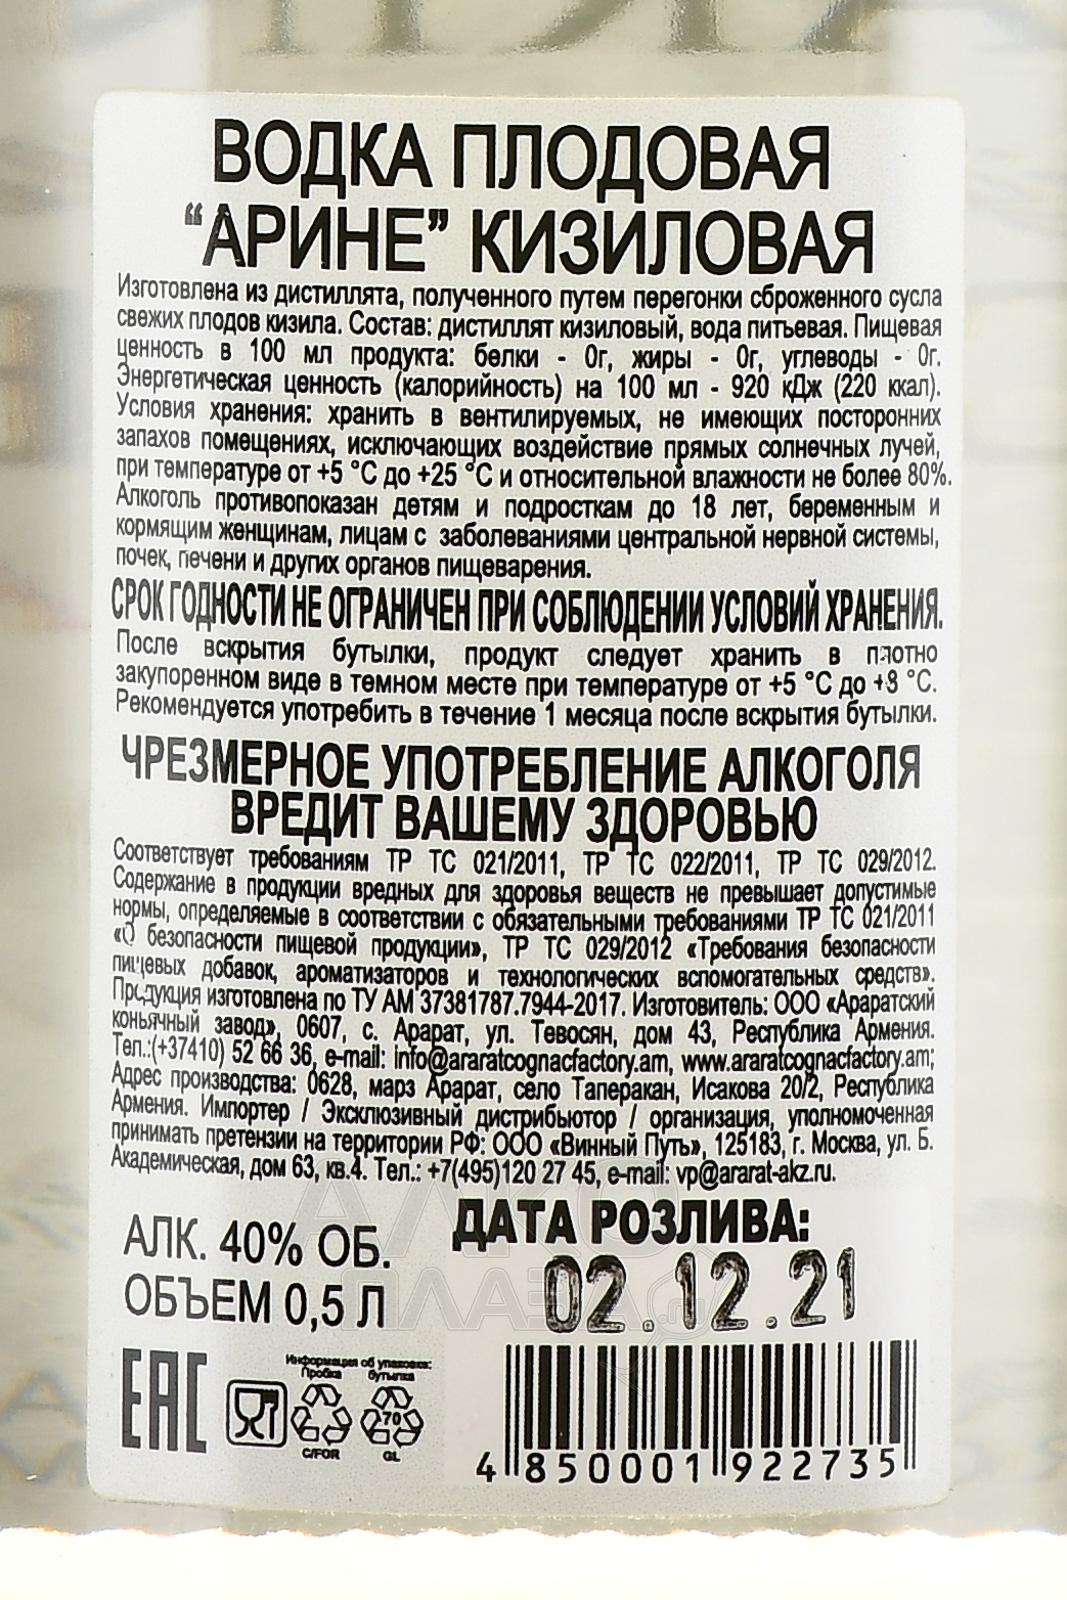 ВОДКА ПЛОДОВАЯ
“АРИНЕ” КИЗИЛОВАЯ
Изготовлена из дистиллята, полученного путем перегонки сброженного сусла
свежих плодов кизила. Состав: дистиллят кизиловый, вода питьевая. Пищевая
ценность в 100 мл продукта: белки - 0г, жиры - 0г, углеводы - 0г.
Энергетическая ценность (калорийность) на 100 мл - 920 кДж (220 ккал).
Условия хранения: хранить в вентилируемых, не имеющих посторонних
запахов помещениях, исключающих воздействие прямых солнечных лучей,
при температуре от +5 °С до +25 °С и относительной влажности не более 80%.
Алкоголь противопоказан детям и подросткам до 18 лет, беременным и
кормящим женщинам, лицам с заболеваниями центральной нервной системы,
почек, печени и других органов пищеварения.
СРОК ГОДНОСТИ НЕ ОГРАНИЧЕН ПРИ СОБЛЮДЕНИИ УСЛОВИЙ ХРАНЕНИЯ.
После вскрытия бутылки, продукт следует хранить в плотно
закупоренном виде в темном месте при температуре от +5 °С до +8 °С.
Рекомендуется употребить в течение 1 месяца после вскрытия бутылки.
ЧРЕЗМЕРНОЕ УПОТРЕБЛЕНИЕ АЛКОГОЛЯ
ВРЕДИТ ВАШЕМУ ЗДОРОВЬЮ
Соответствует требованиям ТР ТС 021/2011, ТР ТС 022/2011, ТР ТС 029/2012.
Содержание в продукции вредных для здоровья веществ не превышает допустимые
нормы, определяемые в соответствии с обязательными требованиями ТР ТС 021/2011
«О безопасности пищевой продукции», ТР ТС 029/2012 «Требования безопасности
пищевых добавок, ароматизаторов и технологических вспомогательных средств».
Продукция изготовлена по ТУ АМ 37381787.7944-2017. Изготовитель: ООО «Араратский
коньячный завод», 0607, с. Арарат, ул. Тевосян, дом 43, Республика Армения.
Тел.:(+37410) 52 66 36, e-mail: info@araratcognacfactory.am, www.araratcognacfactory.am;
Адрес производства: 0628, марз Арарат, село Таперакан, Исакова 20/2, Республика
Армения. Импортер / Эксклюзивный дистрибьютор / организация, уполномоченная
принимать претензии на территории РФ: ООО «Винный Путь», 125183, г. Москва, ул. Б.
Академическая, дом 63, кв.4. Тел.: +7(495)120 27 45, e-mail: vp@ararat-akz.ru.
АЛК. 40% ОБ.
ОБЪЕМ 0,5 Л
ДАТА РОЗЛИВА:
02.12.21
АЛКО
ПЛАЗА.ru
EAC
Информация об упаковке:
Пробка бутылка
70
C/FOR GL
4 850001 922735